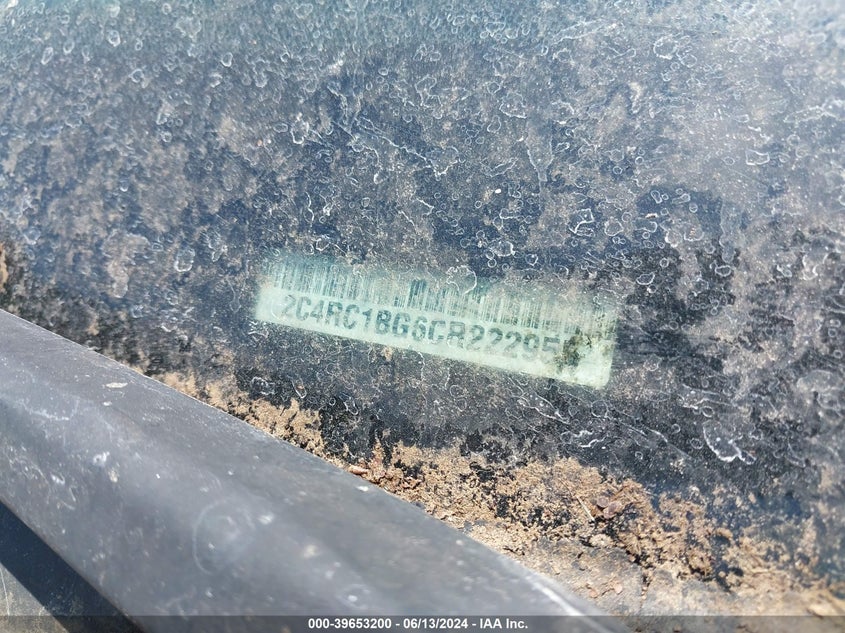 2C4RC1BG6CR22295
000-39653200 - 06/13/2024 - IAA Inc.